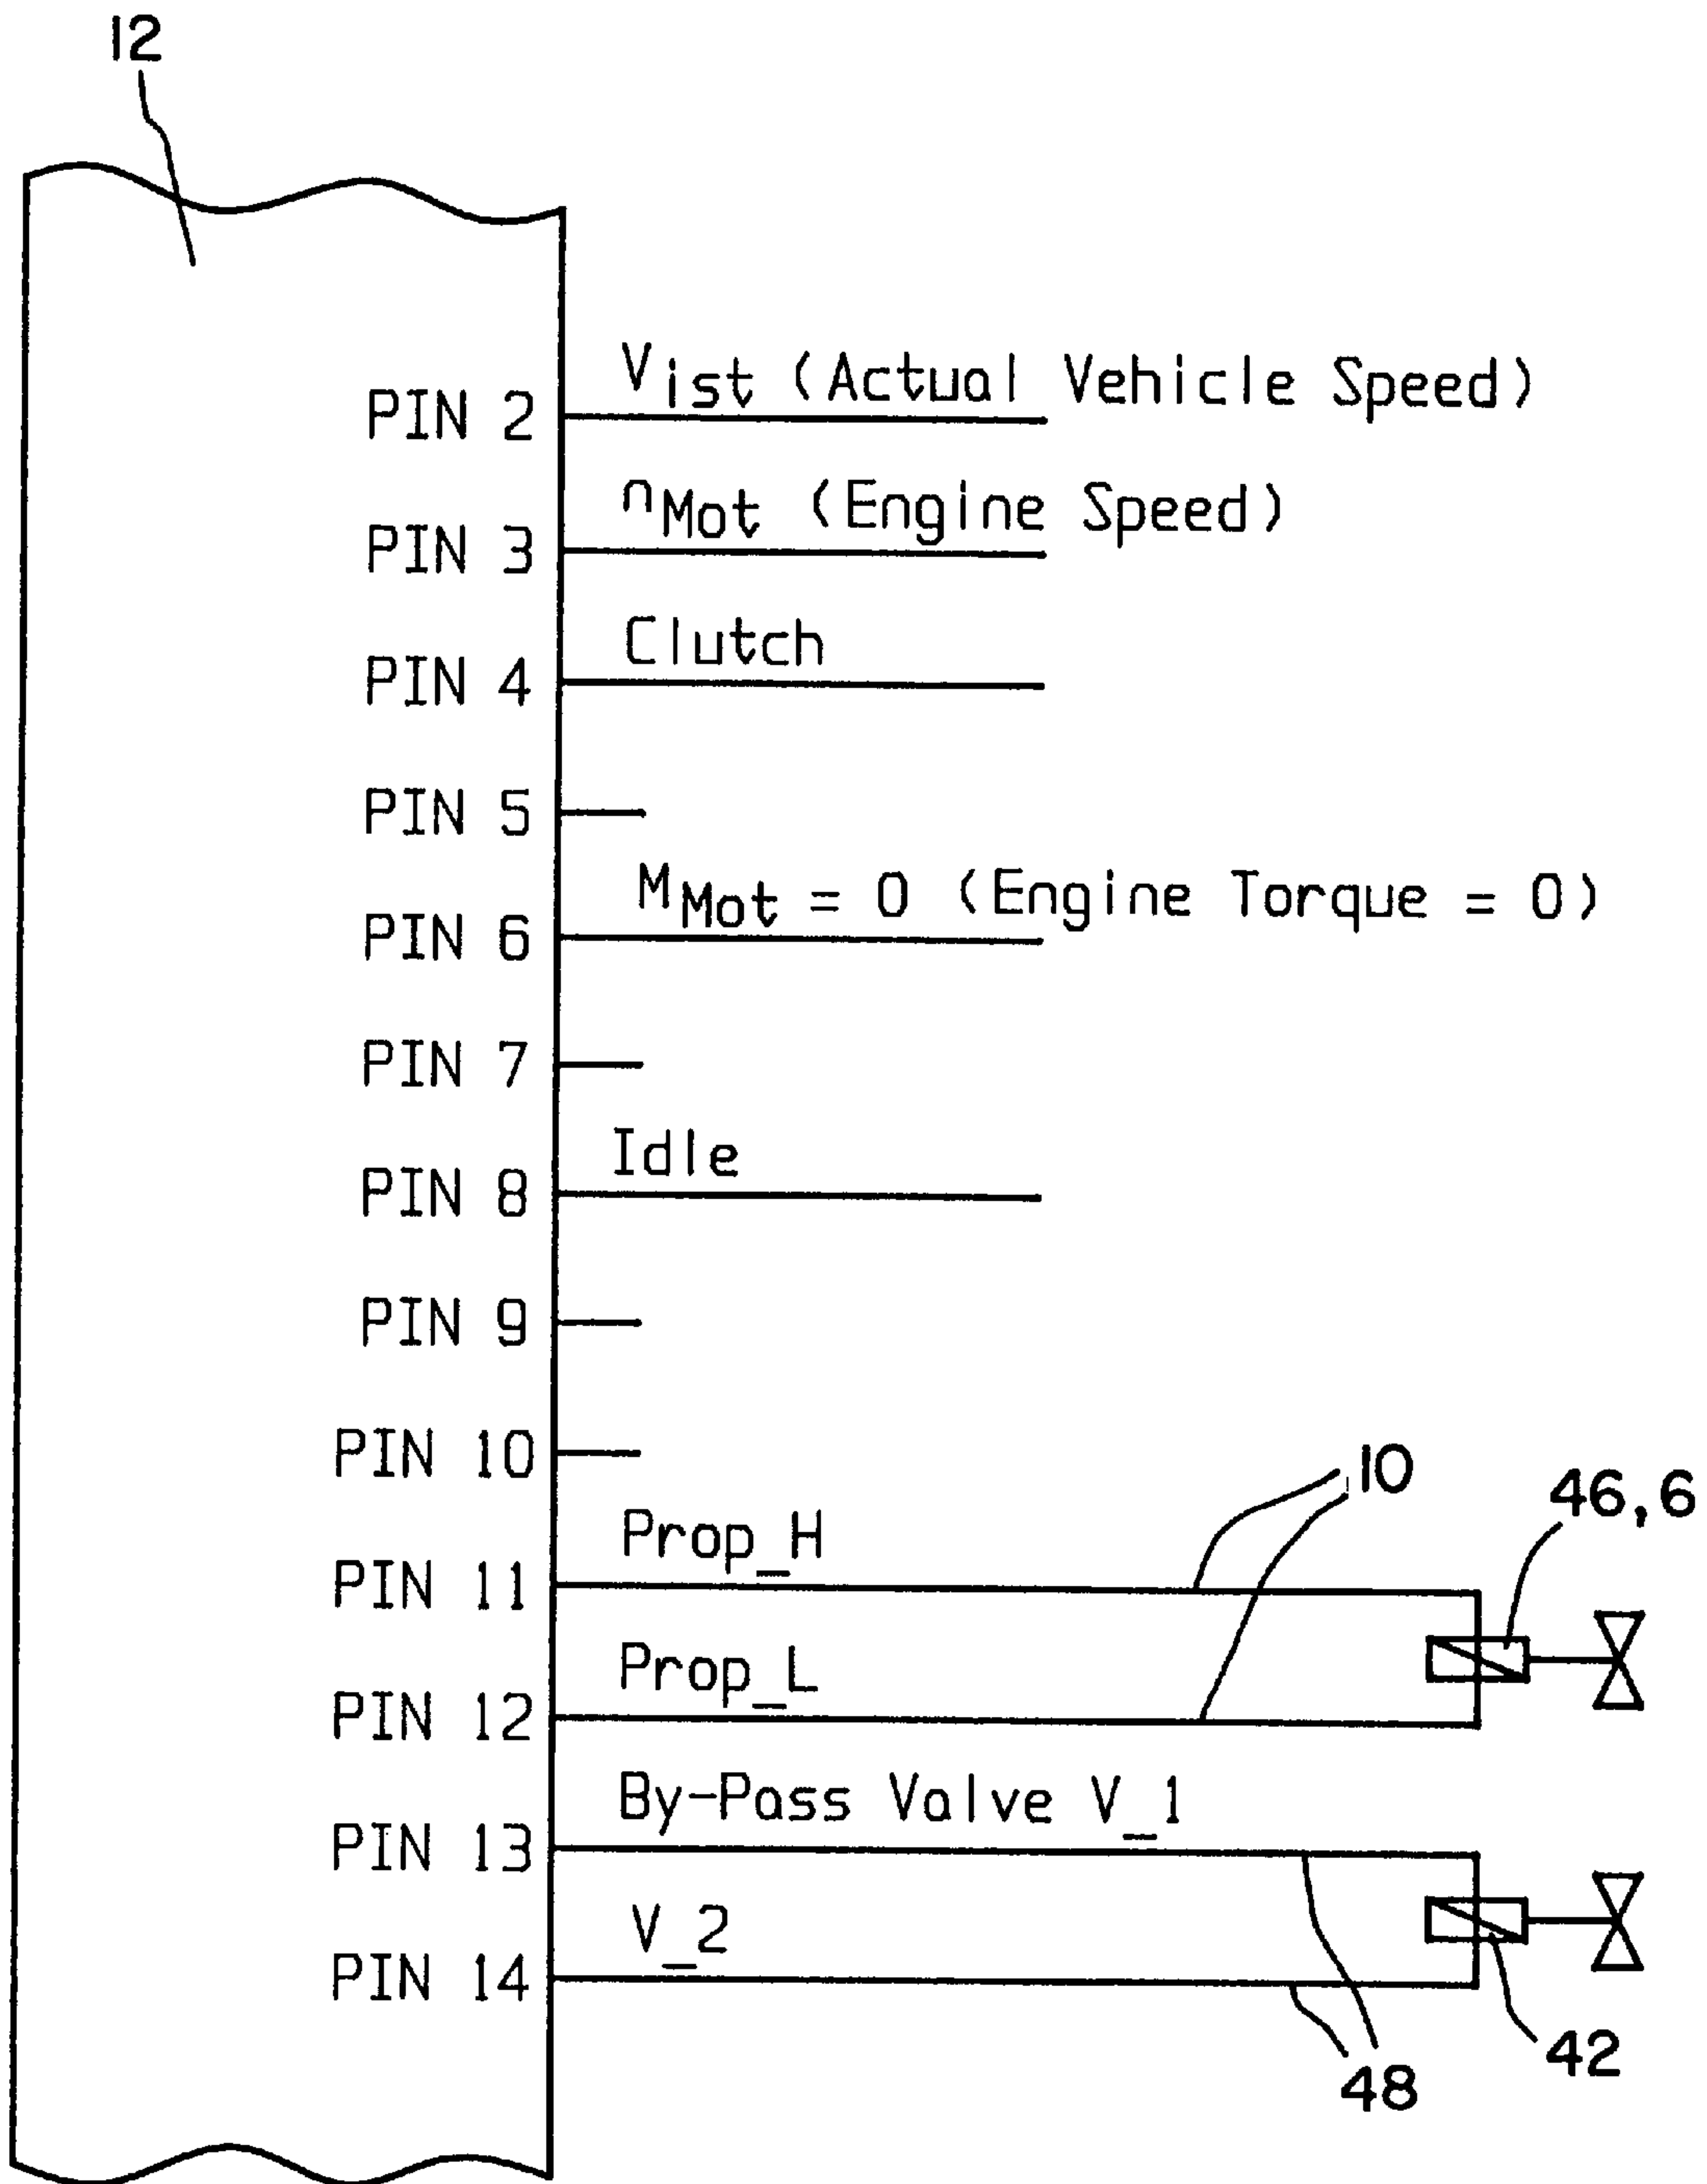 12
PIN 2 Vist (Actual Vehicle Speed)
PIN 3 nMot (Engine Speed)
PIN 4 Clutch
PIN 5
PIN 6 MMot = 0 (Engine Torque = 0)
PIN 7
PIN 8 Idle
PIN 9
PIN 10
10
46,6
PIN 11 Prop_H
PIN 12 Prop_L
PIN 13 By-Pass Valve V_1
PIN 14 V_2
42
48